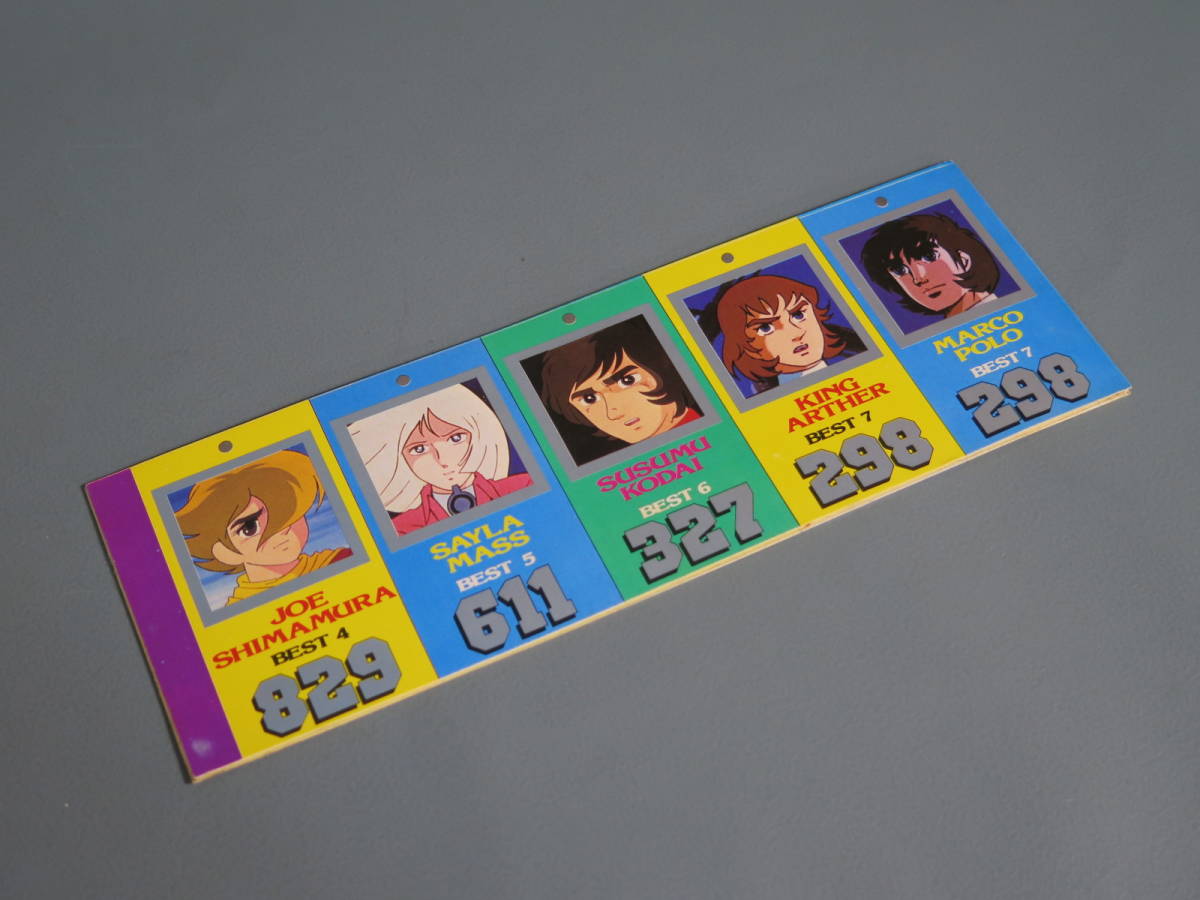 JOE
SHIMAMURA
BEST 4
829
SAYLA
MASS
BEST 5
611
SUSUMU
KODAI
BEST 6
327
KING
ARTHER
BEST 7
298
MARCO
POLO
BEST 7
298